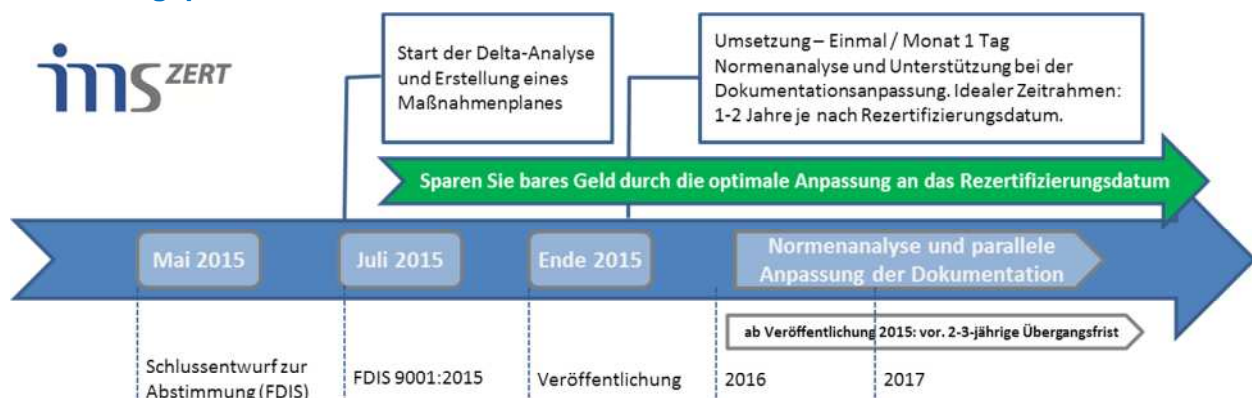 ims ZERT
Start der Delta-Analyse
und Erstellung eines
Maßnahmenplanes
Umsetzung – Einmal / Monat 1 Tag
Normenanalyse und Unterstützung bei der
Dokumentationsanpassung. Idealer Zeitrahmen:
1-2 Jahre je nach Rezertifizierungsdatum.
Sparen Sie bares Geld durch die optimale Anpassung an das Rezertifizierungsdatum
Mai 2015
Juli 2015
Ende 2015
Normenanalyse und parallele
Anpassung der Dokumentation
ab Veröffentlichung 2015: vor. 2-3-jährige Übergangsfrist
Schlussentwurf zur
Abstimmung (FDIS)
FDIS 9001:2015
Veröffentlichung
2016
2017